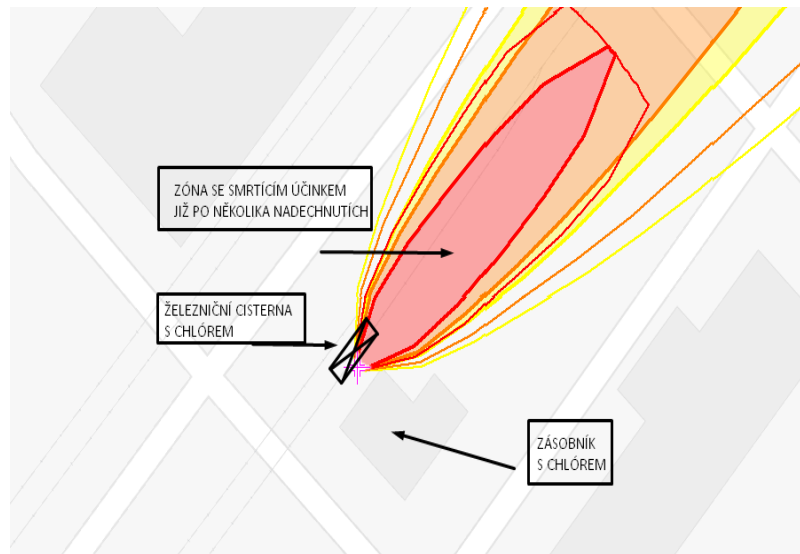 ZÓNA SE SMRTÍCÍM ÚČINKEM
JIŽ PO NĚKOLIKA NADECHNUTÍCH
ŽELEZNIČNÍ CISTERNA
S CHLÓREM
ZÁSOBNÍK
S CHLÓREM